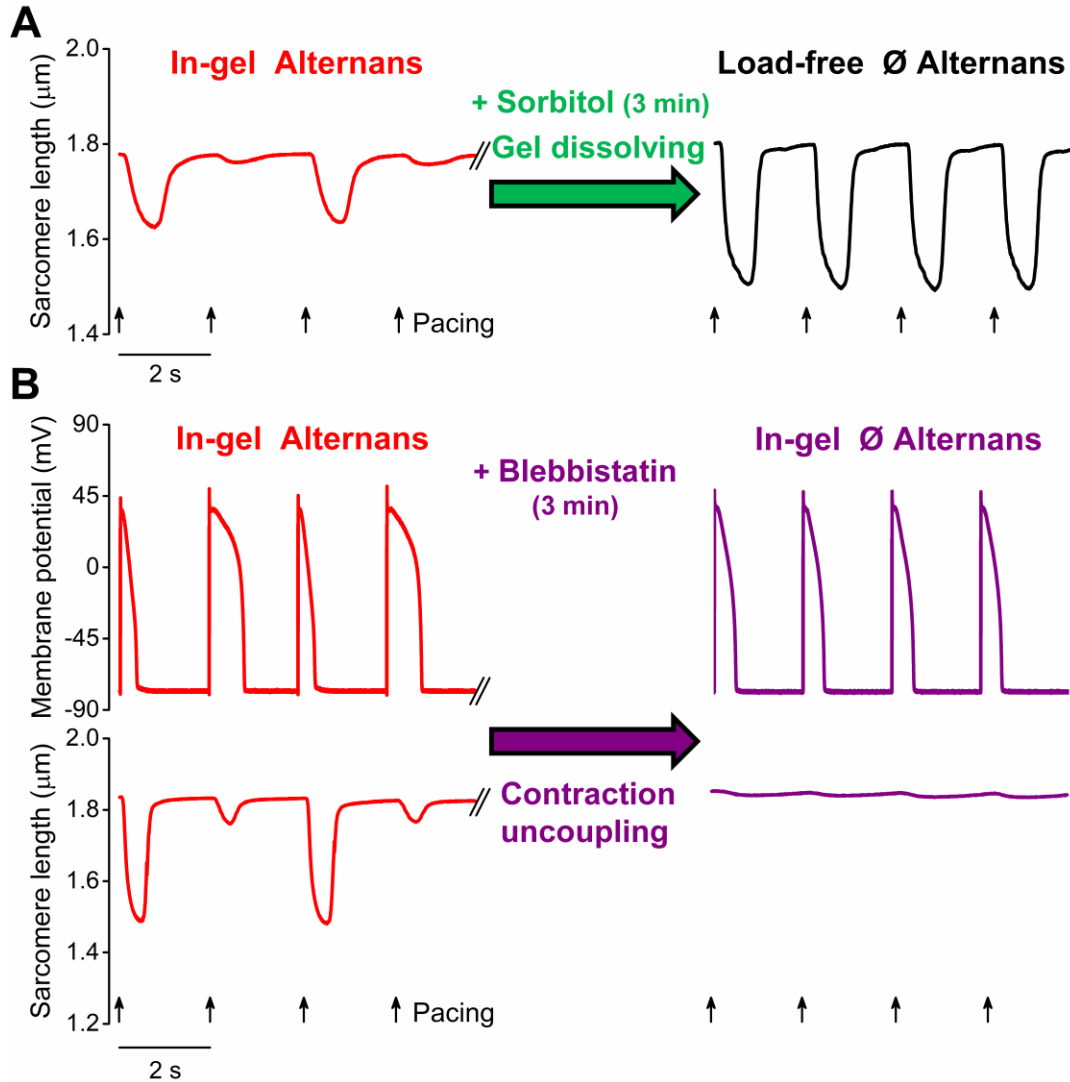 A
2.0
1.8
1.6
1.4
Sarcomere length (μm)
In-gel Alternans
+ Sorbitol (3 min)
Gel dissolving
Load-free Ø Alternans
Pacing
2 s
B
90
45
0
-45
-90
Membrane potential (mV)
In-gel Alternans
+ Blebbistatin
(3 min)
In-gel Ø Alternans
2.0
1.8
1.6
1.4
1.2
Sarcomere length (μm)
Contraction
uncoupling
Pacing
2 s